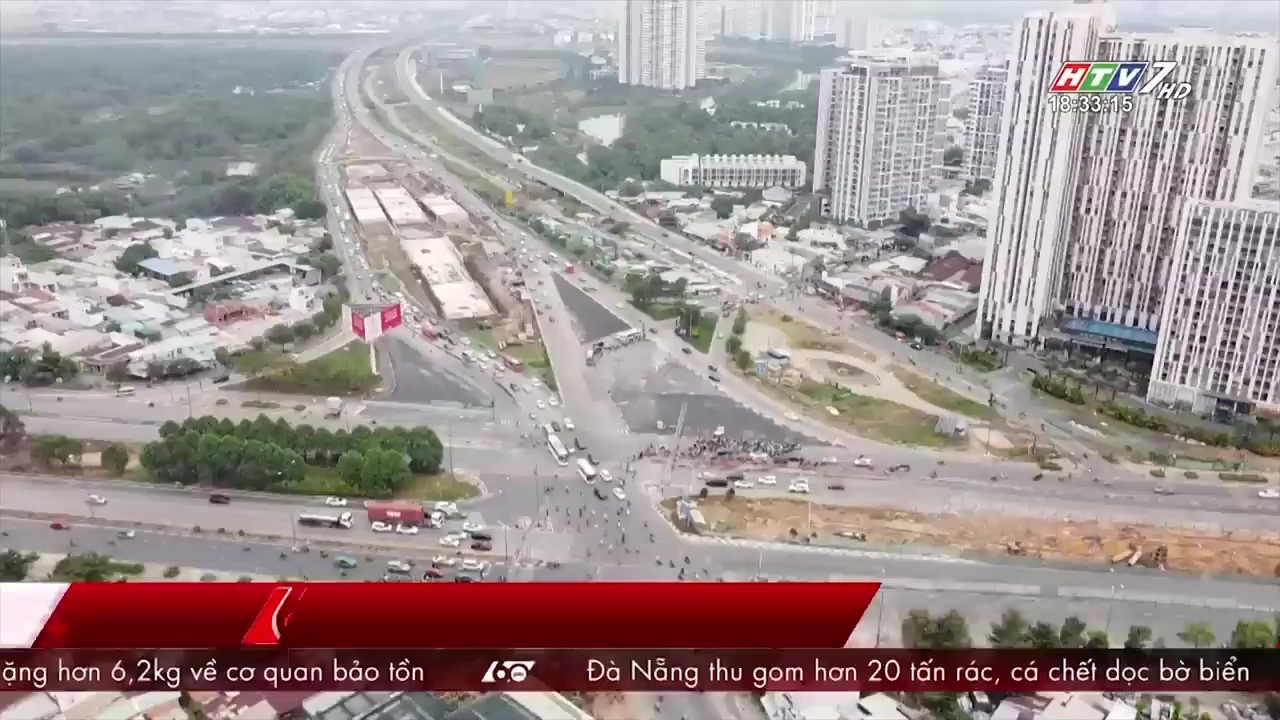 HTV7 HD
18:33:15
ặng hơn 6,2kg về cơ quan bảo tồn 60 Đà Nẵng thu gom hơn 20 tấn rác, cá chết dọc bờ biển